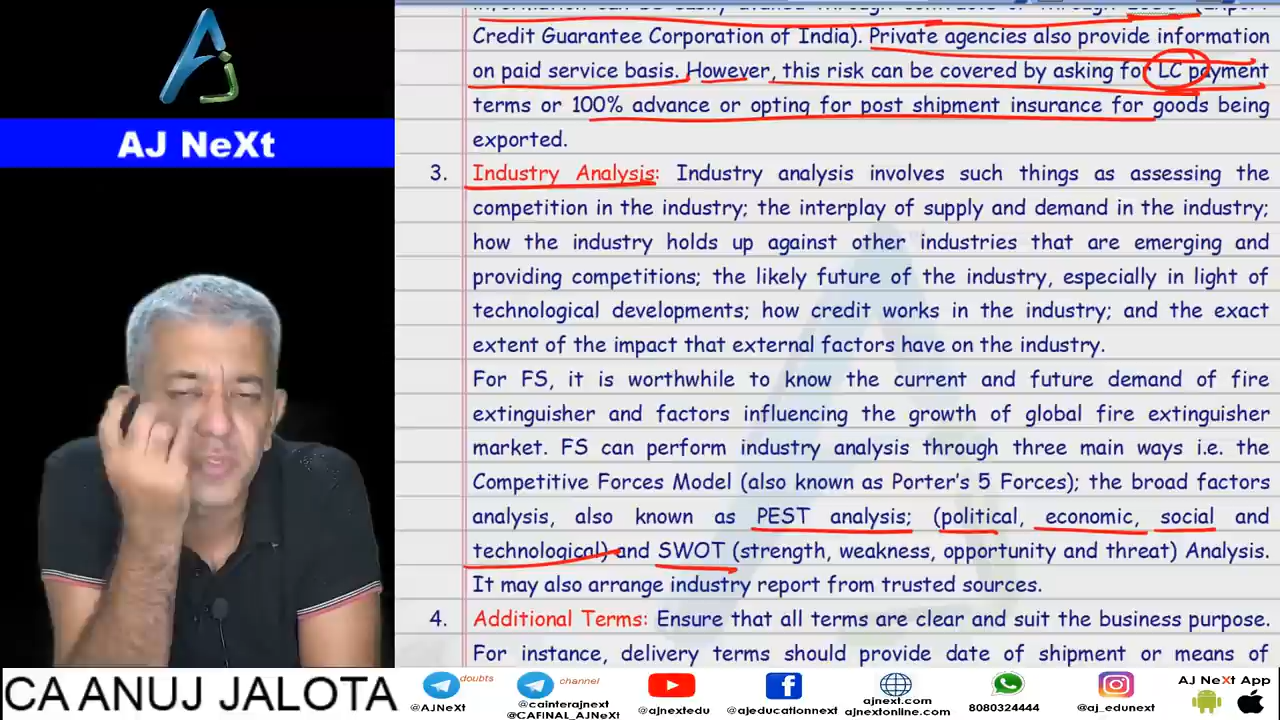 AJ NeXt
Credit Guarantee Corporation of India). Private agencies also provide information
on paid service basis. However, this risk can be covered by asking for LC payment
terms or 100% advance or opting for post shipment insurance for goods being
exported.
3. Industry Analysis: Industry analysis involves such things as assessing the
competition in the industry; the interplay of supply and demand in the industry;
how the industry holds up against other industries that are emerging and
providing competitions; the likely future of the industry, especially in light of
technological developments; how credit works in the industry; and the exact
extent of the impact that external factors have on the industry.
For FS, it is worthwhile to know the current and future demand of fire
extinguisher and factors influencing the growth of global fire extinguisher
market. FS can perform industry analysis through three main ways i.e. the
Competitive Forces Model (also known as Porter's 5 Forces); the broad factors
analysis, also known as PEST analysis; (political, economic, social and
technological) and SWOT (strength, weakness, opportunity and threat) Analysis.
It may also arrange industry report from trusted sources.
4. Additional Terms: Ensure that all terms are clear and suit the business purpose.
For instance, delivery terms should provide date of shipment or means of
CA ANUJ JALOTA
doubts
@AJNeXt
channel
@cainterajnext
@CAFINAL_AJNeXt
@ajnextedu
@ajeducationnext
ajnext.com
ajnextonline.com
8080324444
@aj_edunext
AJ NeXt App